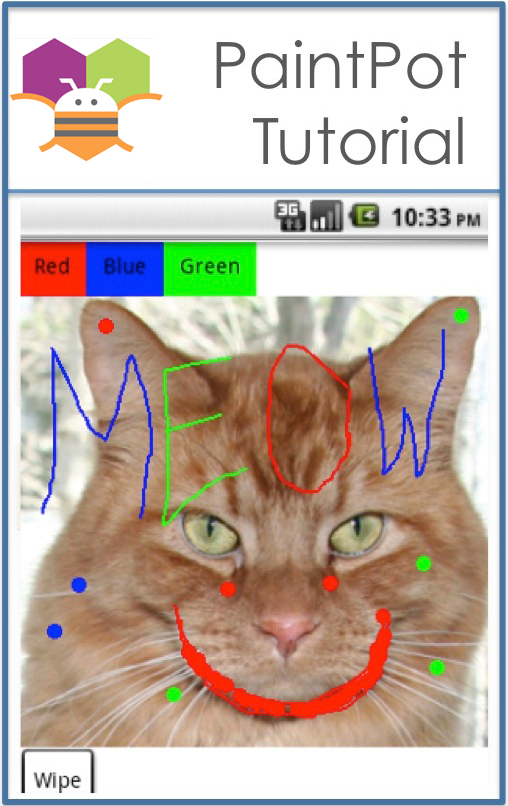 PaintPot
Tutorial
3G
10:33 PM
Red Blue Green
MEOW
Wipe